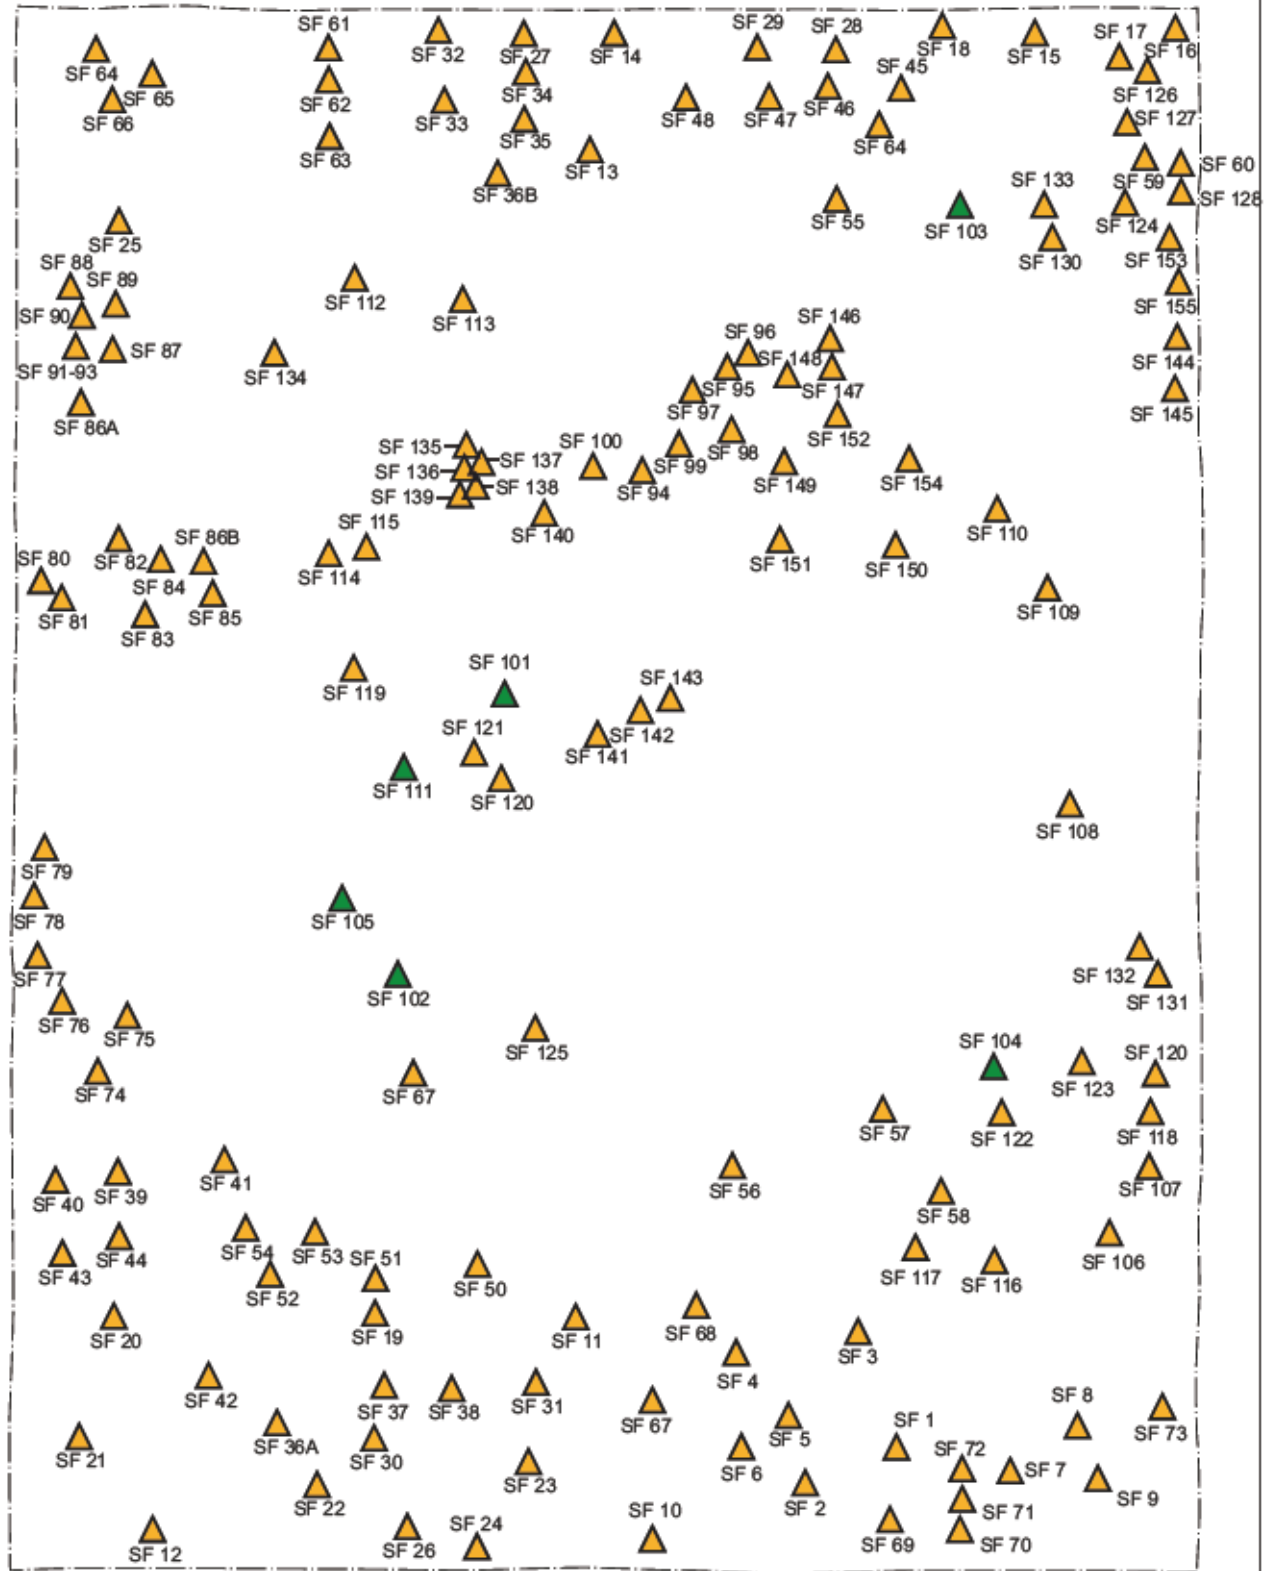 SF 61
SF 29
SF 28
SF 17
SF 64
SF 32
SF 27
SF 14
SF 18
SF 15
SF 16
SF 65
SF 62
SF 34
SF 45
SF 126
SF 66
SF 33
SF 35
SF 48
SF 47
SF 46
SF 127
SF 63
SF 13
SF 64
SF 60
SF 36B
SF 133
SF 59
SF 128
SF 25
SF 55
SF 103
SF 124
SF 88
SF 89
SF 130
SF 153
SF 90
SF 112
SF 113
SF 146
SF 155
SF 91-93
SF 87
SF 134
SF 96
SF 148
SF 144
SF 95
SF 147
SF 86A
SF 97
SF 145
SF 135
SF 100
SF 98
SF 152
SF 136
SF 137
SF 99
SF 139
SF 138
SF 94
SF 149
SF 154
SF 115
SF 140
SF 110
SF 80
SF 82
SF 86B
SF 114
SF 151
SF 150
SF 84
SF 81
SF 83
SF 85
SF 109
SF 119
SF 101
SF 143
SF 121
SF 142
SF 141
SF 111
SF 120
SF 108
SF 79
SF 78
SF 105
SF 77
SF 102
SF 132
SF 131
SF 76
SF 75
SF 125
SF 104
SF 120
SF 74
SF 67
SF 123
SF 57
SF 122
SF 118
SF 41
SF 40
SF 39
SF 56
SF 107
SF 58
SF 54
SF 53
SF 51
SF 106
SF 43
SF 44
SF 52
SF 50
SF 117
SF 116
SF 20
SF 19
SF 11
SF 68
SF 3
SF 4
SF 42
SF 37
SF 38
SF 31
SF 67
SF 8
SF 73
SF 21
SF 36A
SF 30
SF 5
SF 1
SF 6
SF 72
SF 7
SF 22
SF 23
SF 2
SF 9
SF 71
SF 12
SF 26
SF 24
SF 10
SF 69
SF 70